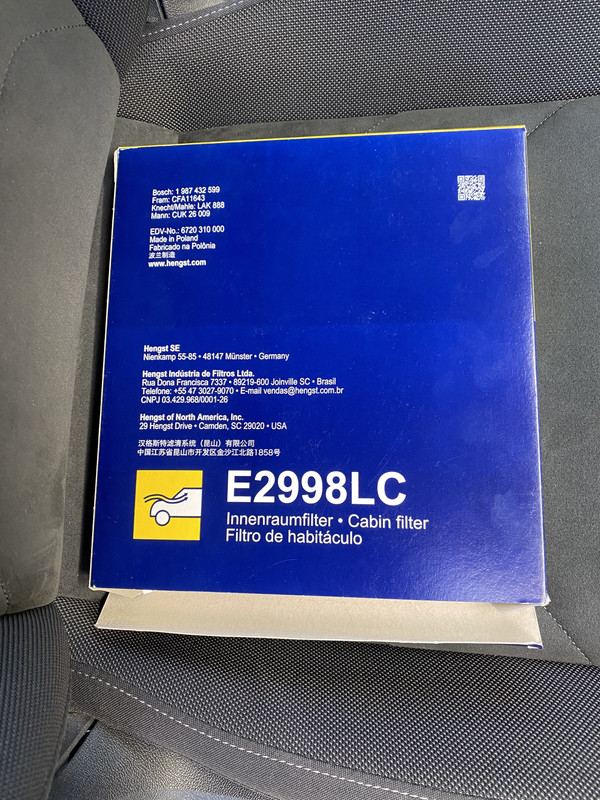 Bosch: 1 987 432 599
Fram: CFA11643
Knecht/Mahle: LAK 888
Mann: CUK 26 009
EDV-No.: 6720 310 000
Made in Poland
Fabricado na Polônia
波兰制造
www.hengst.com
Hengst SE
Nienkamp 55-85 • 48147 Münster • Germany
Hengst Indústria de Filtros Ltda.
Rua Dona Francisca 7337 • 89219-600 Joinville SC • Brasil
Telefone: +55 47 3027-9070 • E-mail vendas@hengst.com.br
CNPJ 03.429.968/0001-26
Hengst of North America, Inc.
29 Hengst Drive • Camden, SC 29020 • USA
汉格斯特滤清系统（昆山）有限公司
中国江苏省昆山市开发区金沙江北路1858号
E2998LC
Innenraumfilter • Cabin filter
Filtro de habitáculo